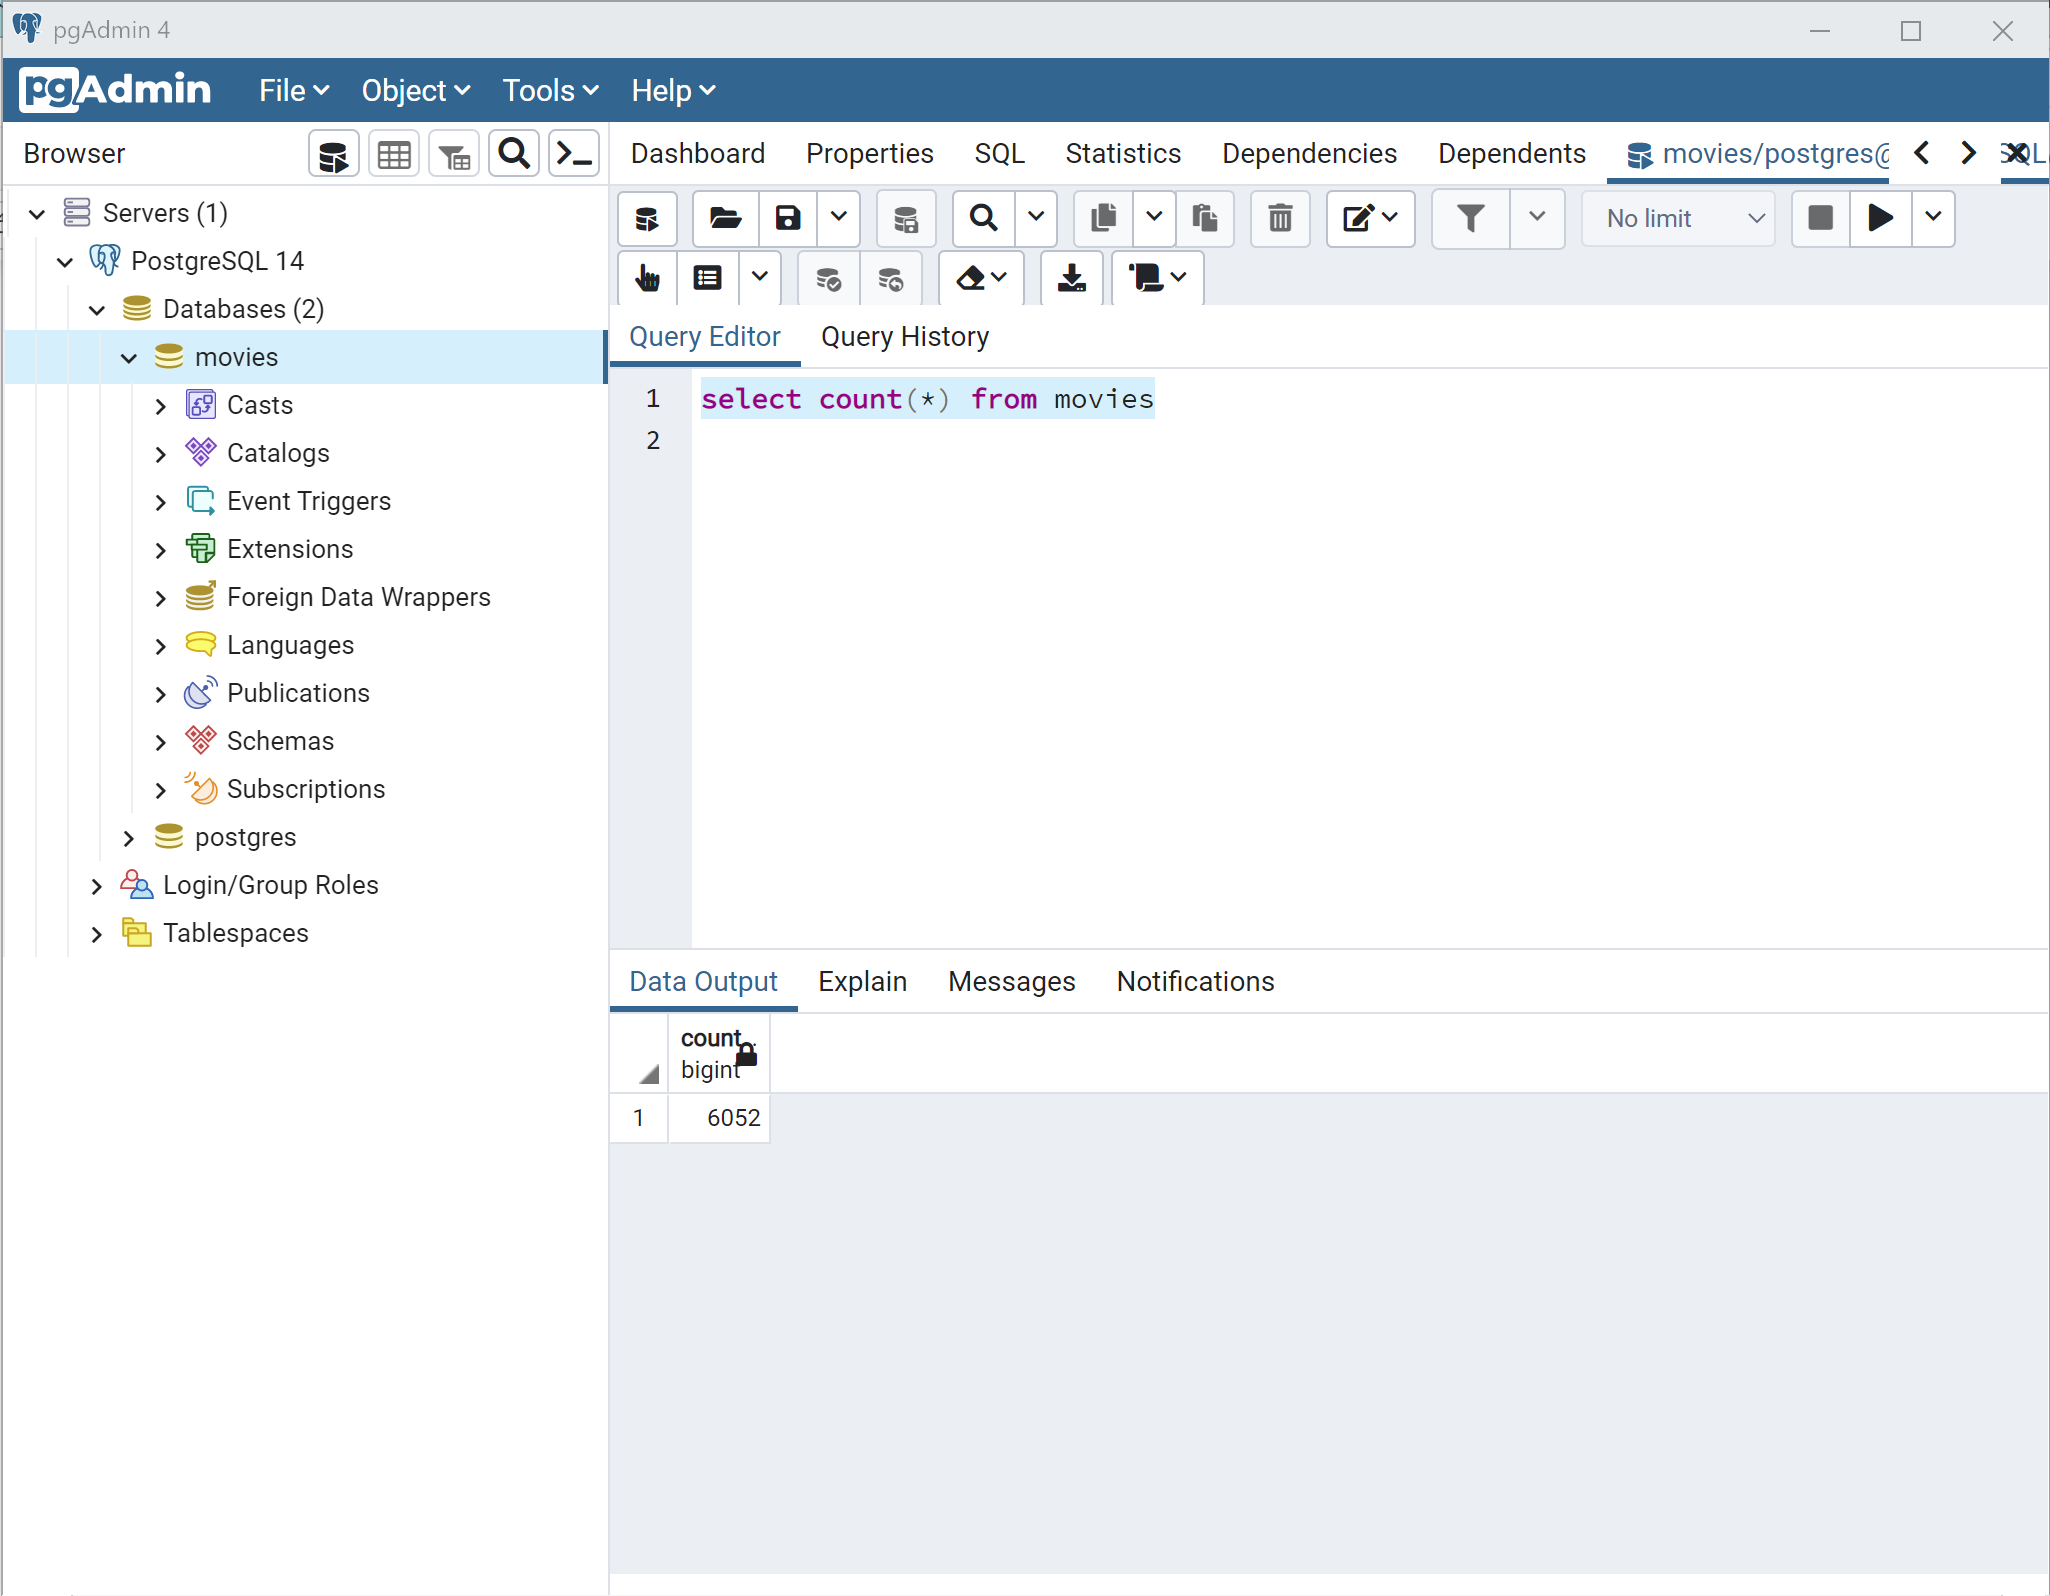 pgAdmin 4
pgAdmin File Object Tools Help
Browser
Dashboard Properties SQL Statistics Dependencies Dependents movies/postgres@ SQL
Servers (1)
No limit
PostgreSQL 14
Databases (2)
movies
Casts
Catalogs
Event Triggers
Extensions
Foreign Data Wrappers
Languages
Publications
Schemas
Subscriptions
postgres
Login/Group Roles
Tablespaces
Query Editor Query History
1 select count(*) from movies
2
Data Output Explain Messages Notifications
count
bigint
1 6052